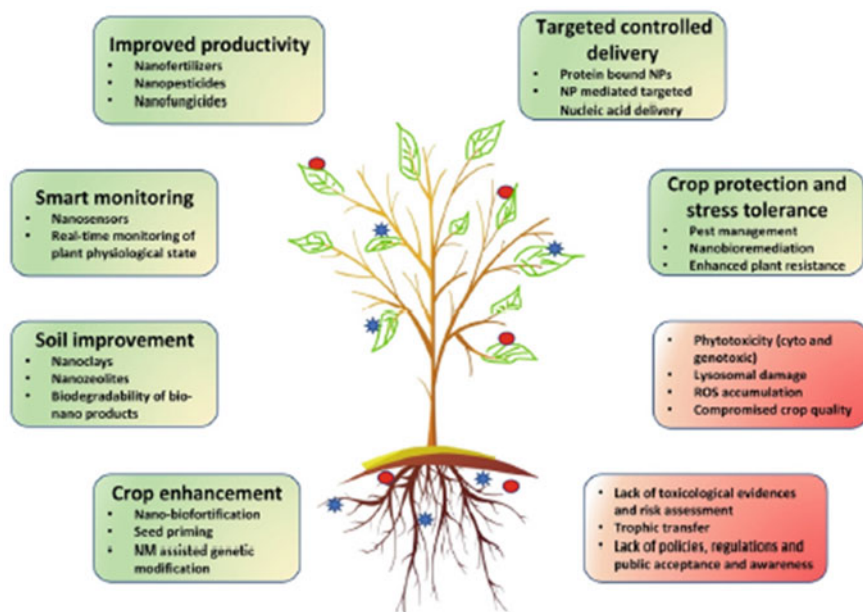 Improved productivity
• Nanofertilizers
• Nanopesticides
• Nanofungicides
Targeted controlled
delivery
• Protein bound NPs
• NP mediated targeted
Nucleic acid delivery
Smart monitoring
• Nanosensors
• Real-time monitoring of
plant physiological state
Crop protection and
stress tolerance
• Pest management
• Nanobioremediation
• Enhanced plant resistance
Soil improvement
• Nanoclays
• Nanozeolites
• Biodegradability of bio-
nano products
• Phytotoxicity (cyto and
genotoxic)
• Lysosomal damage
• ROS accumulation
• Compromised crop quality
Crop enhancement
• Nano-biofortification
• Seed priming
• NM assisted genetic
modification
• Lack of toxicological evidences
and risk assessment
• Trophic transfer
• Lack of policies, regulations and
public acceptance and awareness